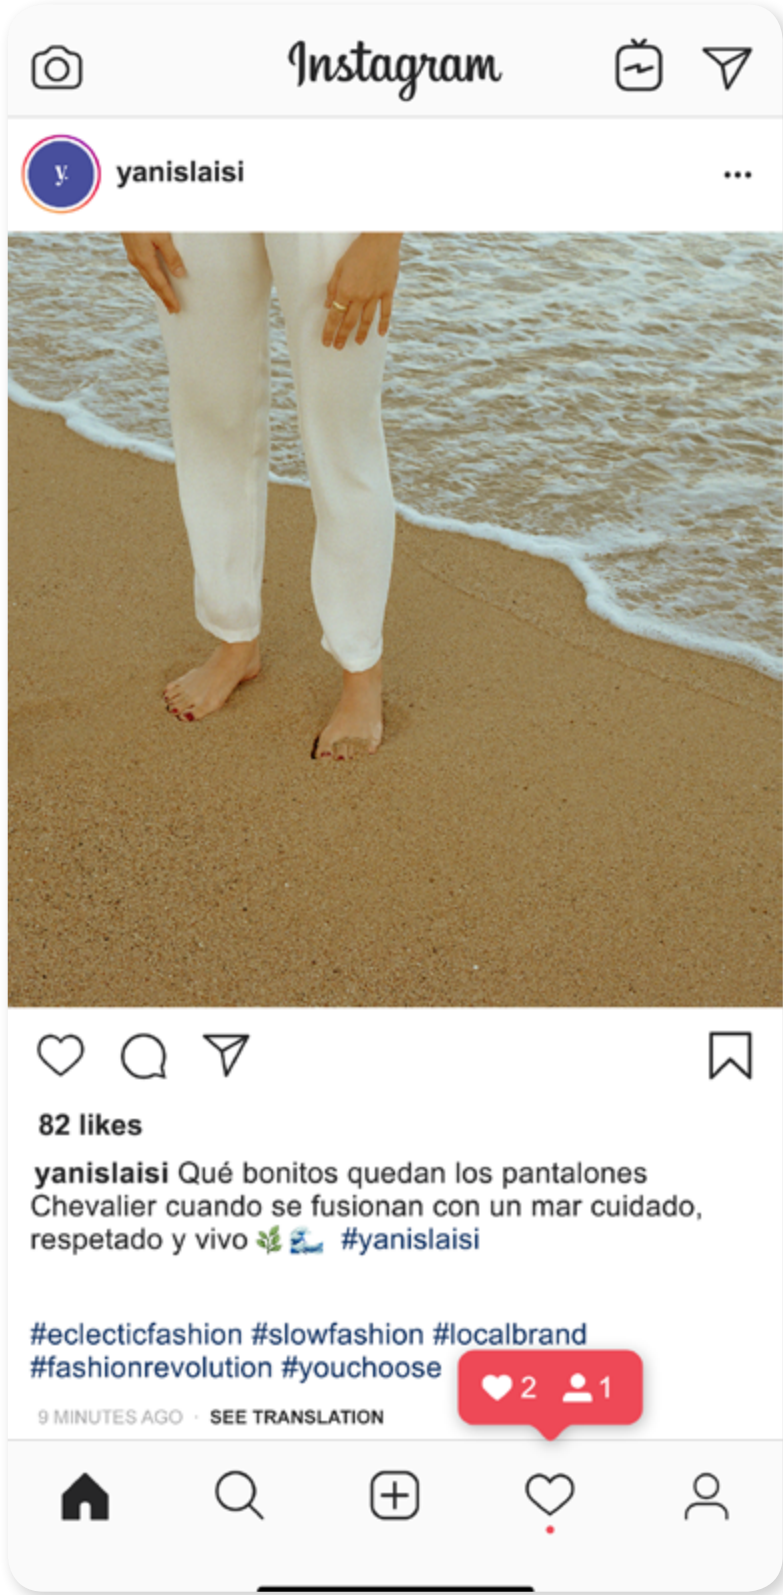 Instagram
y.
yanislaisi
82 likes
yanislaisi Qué bonitos quedan los pantalones
Chevalier cuando se fusionan con un mar cuidado,
respetado y vivo 🌿🌊 #yanislaisi
#eclecticfashion #slowfashion #localbrand
#fashionrevolution #youchoose
2 1
9 MINUTES AGO · SEE TRANSLATION